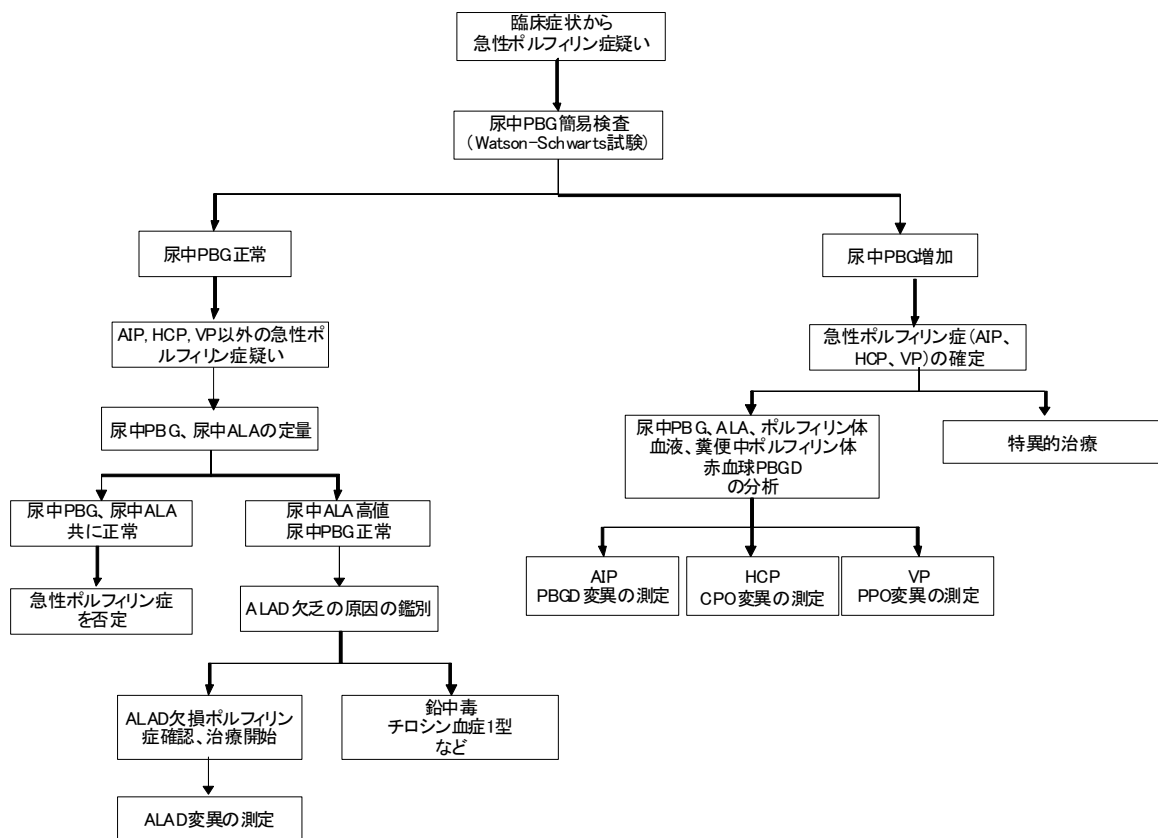 臨床症状から
急性ポルフィリン症疑い
尿中PBG簡易検査
（Watson-Schwarts試験）
尿中PBG正常
尿中PBG増加
AIP, HCP, VP以外の急性ポ
ルフィリン症疑い
急性ポルフィリン症（AIP、
HCP、VP）の確定
尿中PBG、尿中ALAの定量
尿中PBG、ALA、ポルフィリン体
血液、糞便中ポルフィリン体
赤血球PBGD
の分析
特異的治療
尿中PBG、尿中ALA
共に正常
尿中ALA高値
尿中PBG正常
AIP
PBGD変異の測定
HCP
CPO変異の測定
VP
PPO変異の測定
急性ポルフィリン症
を否定
ALAD欠乏の原因の鑑別
ALAD欠損ポルフィリン
症確認、治療開始
鉛中毒
チロシン血症1型
など
ALAD変異の測定